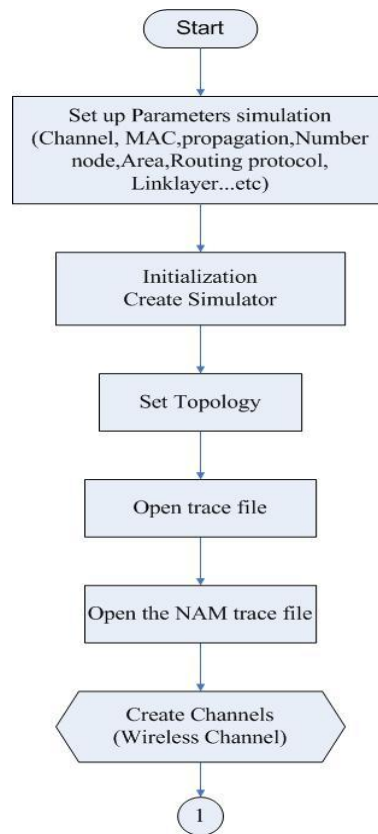 Start
Set up Parameters simulation
(Channel, MAC,propagation,Number
node,Area,Routing protocol,
Linklayer...etc)
Initialization
Create Simulator
Set Topology
Open trace file
Open the NAM trace file
Create Channels
(Wireless Channel)
1